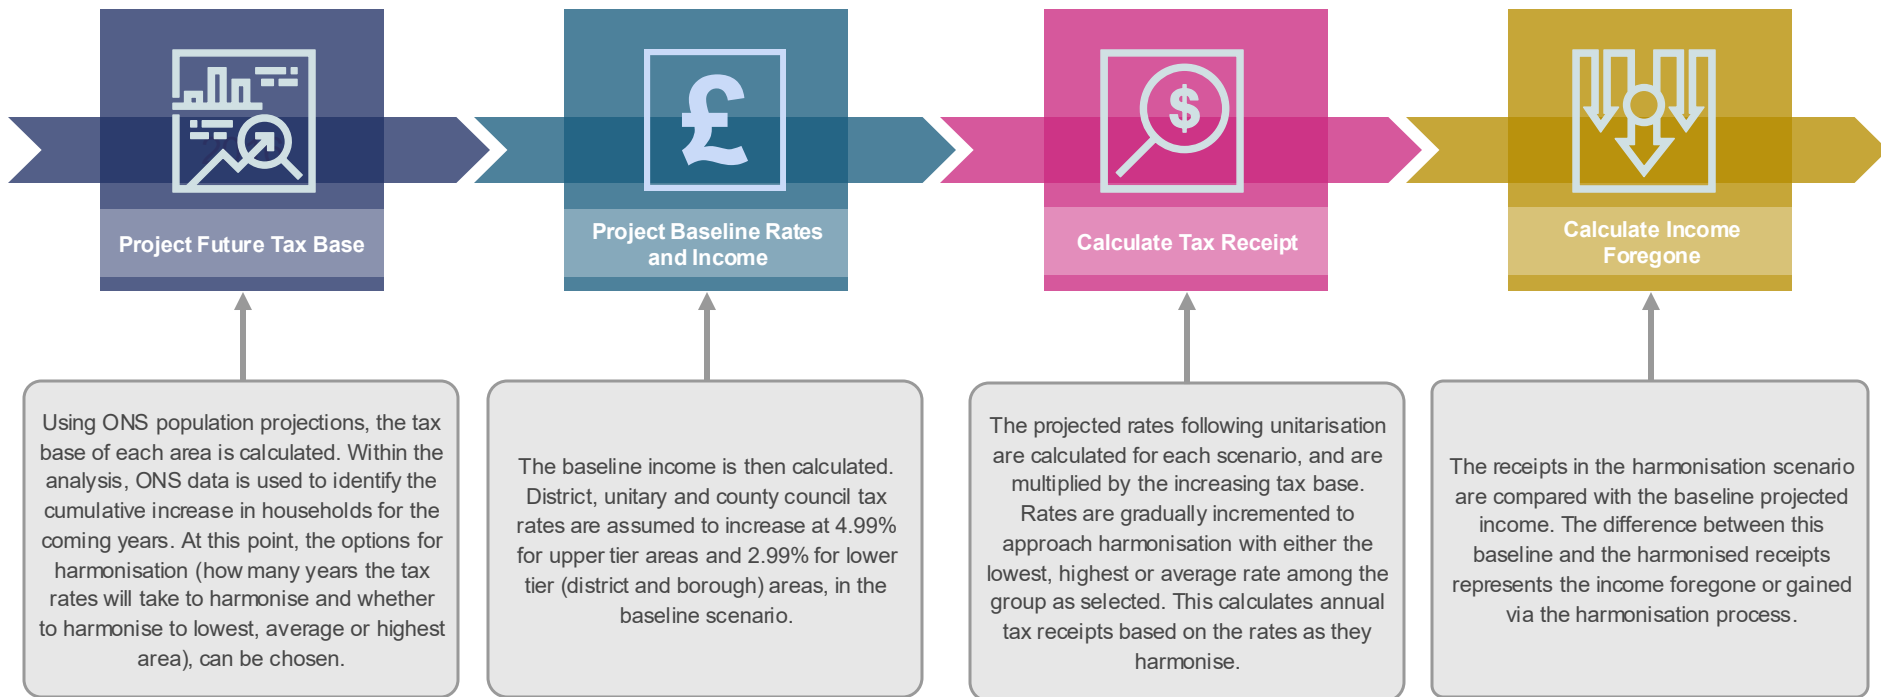 £
$
Project Future Tax Base
Project Baseline Rates
and Income
Calculate Tax Receipt
Calculate Income
Foregone
Using ONS population projections, the tax
base of each area is calculated. Within the
analysis, ONS data is used to identify the
cumulative increase in households for the
coming years. At this point, the options for
harmonisation (how many years the tax
rates will take to harmonise and whether
to harmonise to lowest, average or highest
area), can be chosen.
The baseline income is then calculated.
District, unitary and county council tax
rates are assumed to increase at 4.99%
for upper tier areas and 2.99% for lower
tier (district and borough) areas, in the
baseline scenario.
The projected rates following unitarisation
are calculated for each scenario, and are
multiplied by the increasing tax base.
Rates are gradually incremented to
approach harmonisation with either the
lowest, highest or average rate among the
group as selected. This calculates annual
tax receipts based on the rates as they
harmonise.
The receipts in the harmonisation scenario
are compared with the baseline projected
income. The difference between this
baseline and the harmonised receipts
represents the income foregone or gained
via the harmonisation process.